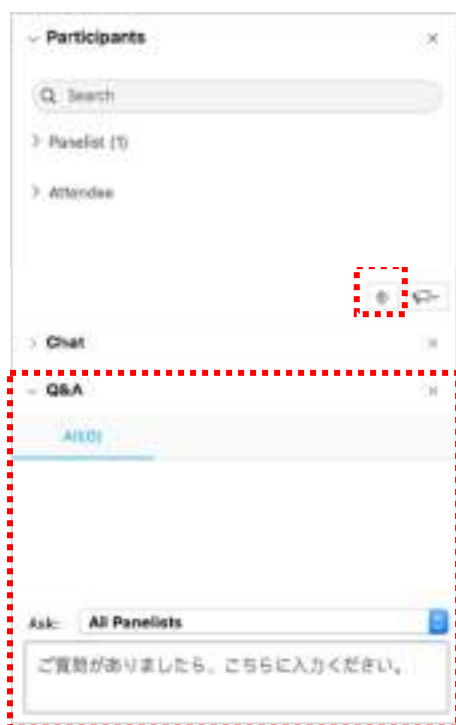 Participants
Search
Panelist (1)
Attendee
Chat
Q&A
All(0)
Ask:
All Panelists
ご質問がありましたら、こちらに入力ください。